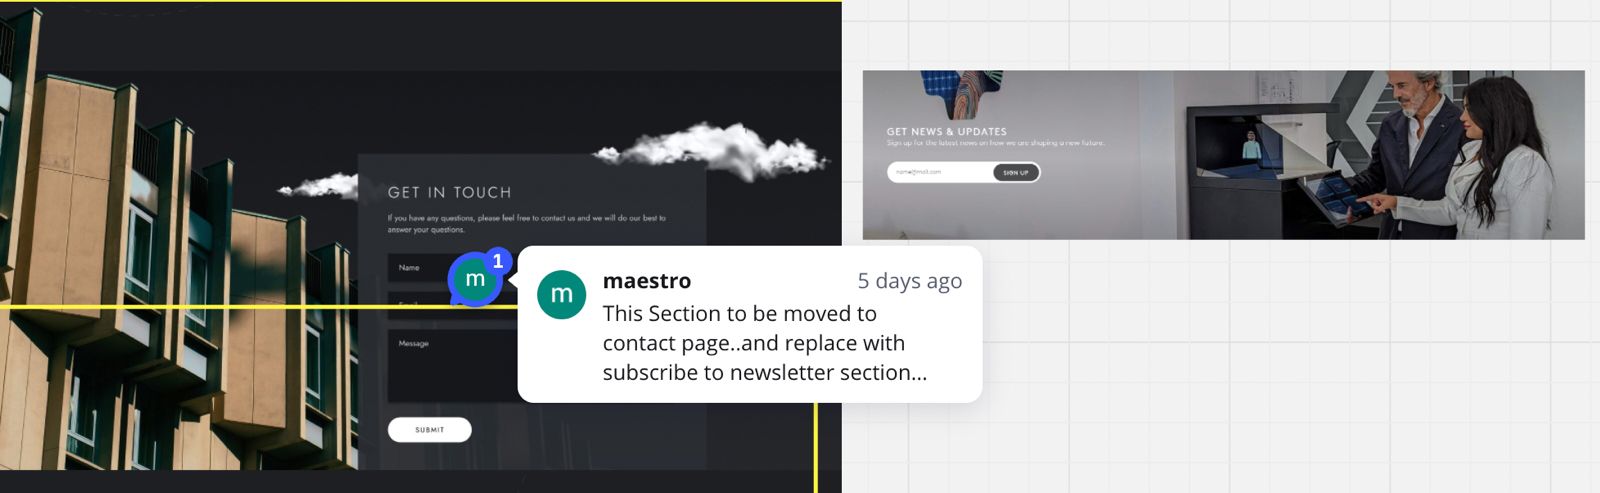 GET IN TOUCH
If you have any questions, please feel free to contact us and we will do our best to
answer your questions.
Name
Email
Message
SUBMIT
m
1
m
maestro
5 days ago
This Section to be moved to
contact page..and replace with
subscribe to newsletter section...
GET NEWS & UPDATES
Sign up for the latest news on how we are shaping a new future.
name@mail.com
SIGN UP